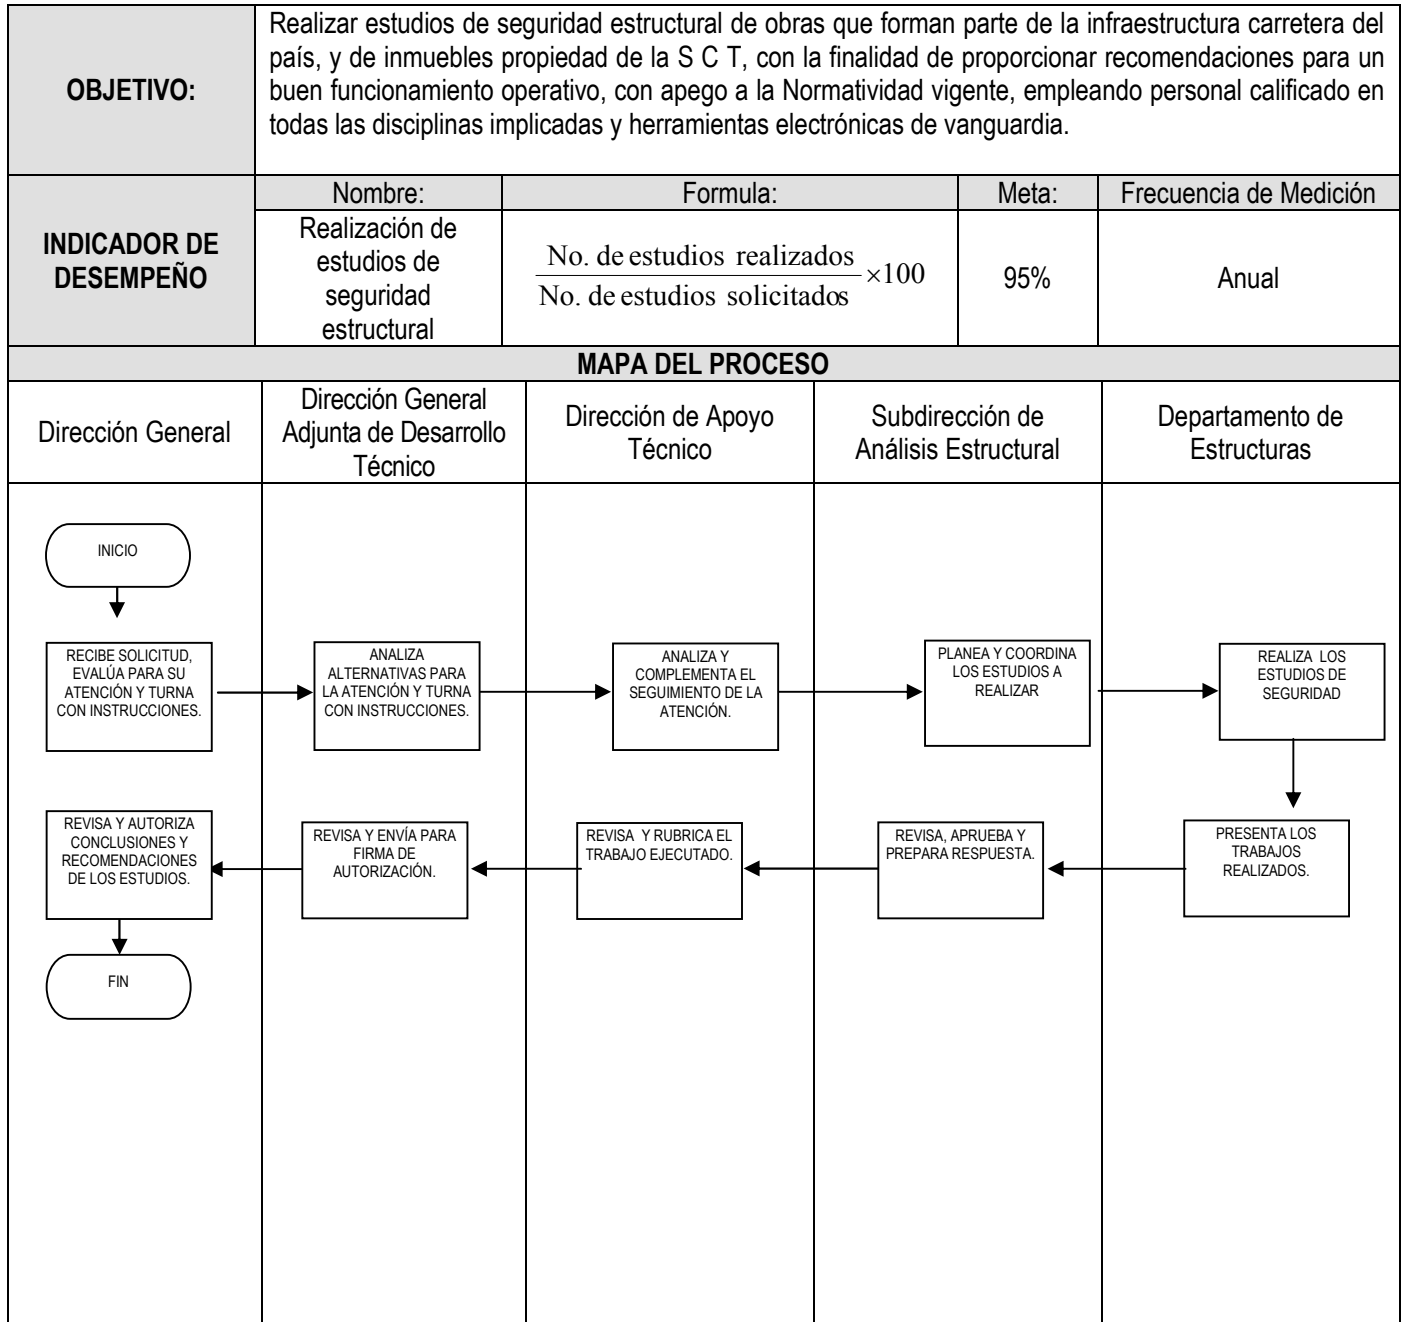 OBJETIVO:
Realizar estudios de seguridad estructural de obras que forman parte de la infraestructura carretera del
país, y de inmuebles propiedad de la S C T, con la finalidad de proporcionar recomendaciones para un
buen funcionamiento operativo, con apego a la Normatividad vigente, empleando personal calificado en
todas las disciplinas implicadas y herramientas electrónicas de vanguardia.
INDICADOR DE
DESEMPEÑO
Nombre:
Formula:
Meta:
Frecuencia de Medición
Realización de
estudios de
seguridad
estructural
No. de estudios realizados
No. de estudios solicitados
×100
95%
Anual
MAPA DEL PROCESO
Dirección General
Dirección General
Adjunta de Desarrollo
Técnico
Dirección de Apoyo
Técnico
Subdirección de
Análisis Estructural
Departamento de
Estructuras
INICIO
RECIBE SOLICITUD,
EVALÚA PARA SU
ATENCIÓN Y TURNA
CON INSTRUCCIONES.
ANALIZA
ALTERNATIVAS PARA
LA ATENCIÓN Y TURNA
CON INSTRUCCIONES.
ANALIZA Y
COMPLEMENTA EL
SEGUIMIENTO DE LA
ATENCIÓN.
PLANEA Y COORDINA
LOS ESTUDIOS A
REALIZAR
REALIZA LOS
ESTUDIOS DE
SEGURIDAD
REVISA Y AUTORIZA
CONCLUSIONES Y
RECOMENDACIONES
DE LOS ESTUDIOS.
REVISA Y ENVÍA PARA
FIRMA DE
AUTORIZACIÓN.
REVISA Y RUBRICA EL
TRABAJO EJECUTADO.
REVISA, APRUEBA Y
PREPARA RESPUESTA.
PRESENTA LOS
TRABAJOS
REALIZADOS.
FIN